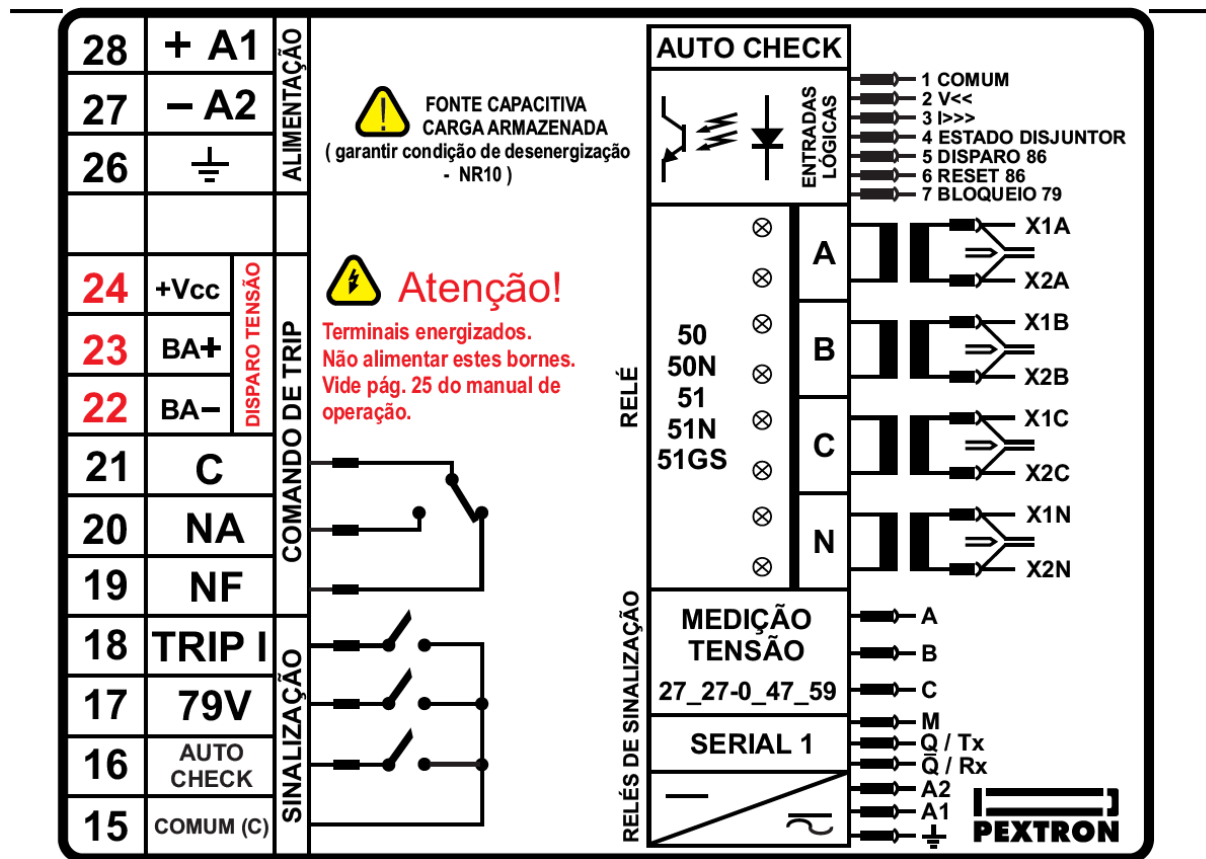 28 + A1
27 – A2
26
ALIMENTAÇÃO
24 +Vcc
23 BA+
22 BA–
DISPARO TENSÃO
21 C
20 NA
19 NF
COMANDO DE TRIP
18 TRIP I
17 79V
16 AUTO
CHECK
15 COMUM (C)
SINALIZAÇÃO
FONTE CAPACITIVA
CARGA ARMAZENADA
( garantir condição de desenergização
- NR10 )
Atenção!
Terminais energizados.
Não alimentar estes bornes.
Vide pág. 25 do manual de
operação.
AUTO CHECK
ENTRADAS
LÓGICAS
1 COMUM
2 V<<
3 I>>>
4 ESTADO DISJUNTOR
5 DISPARO 86
6 RESET 86
7 BLOQUEIO 79
RELÉ
50
50N
51
51N
51GS
A
X1A
X2A
B
X1B
X2B
C
X1C
X2C
N
X1N
X2N
RELÉS DE SINALIZAÇÃO
MEDIÇÃO
TENSÃO
27_27-0_47_59
A
B
C
SERIAL 1
M
Q / Tx
Q̅ / Rx
A2
A1
PEXTRON